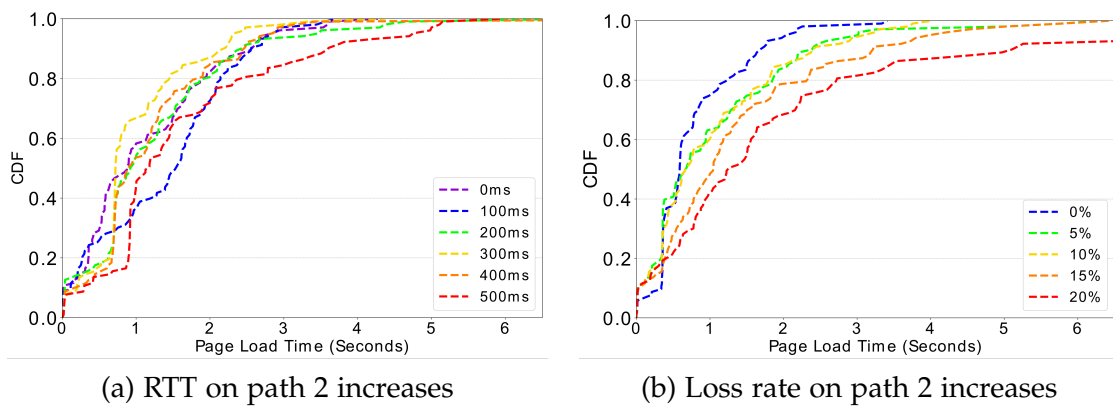 CDF
1.0
0.8
0.6
0.4
0.2
0.0
0 1 2 3 4 5 6
Page Load Time (Seconds)
0ms
100ms
200ms
300ms
400ms
500ms
(a) RTT on path 2 increases
CDF
1.0
0.8
0.6
0.4
0.2
0.0
0 1 2 3 4 5 6
Page Load Time (Seconds)
0%
5%
10%
15%
20%
(b) Loss rate on path 2 increases